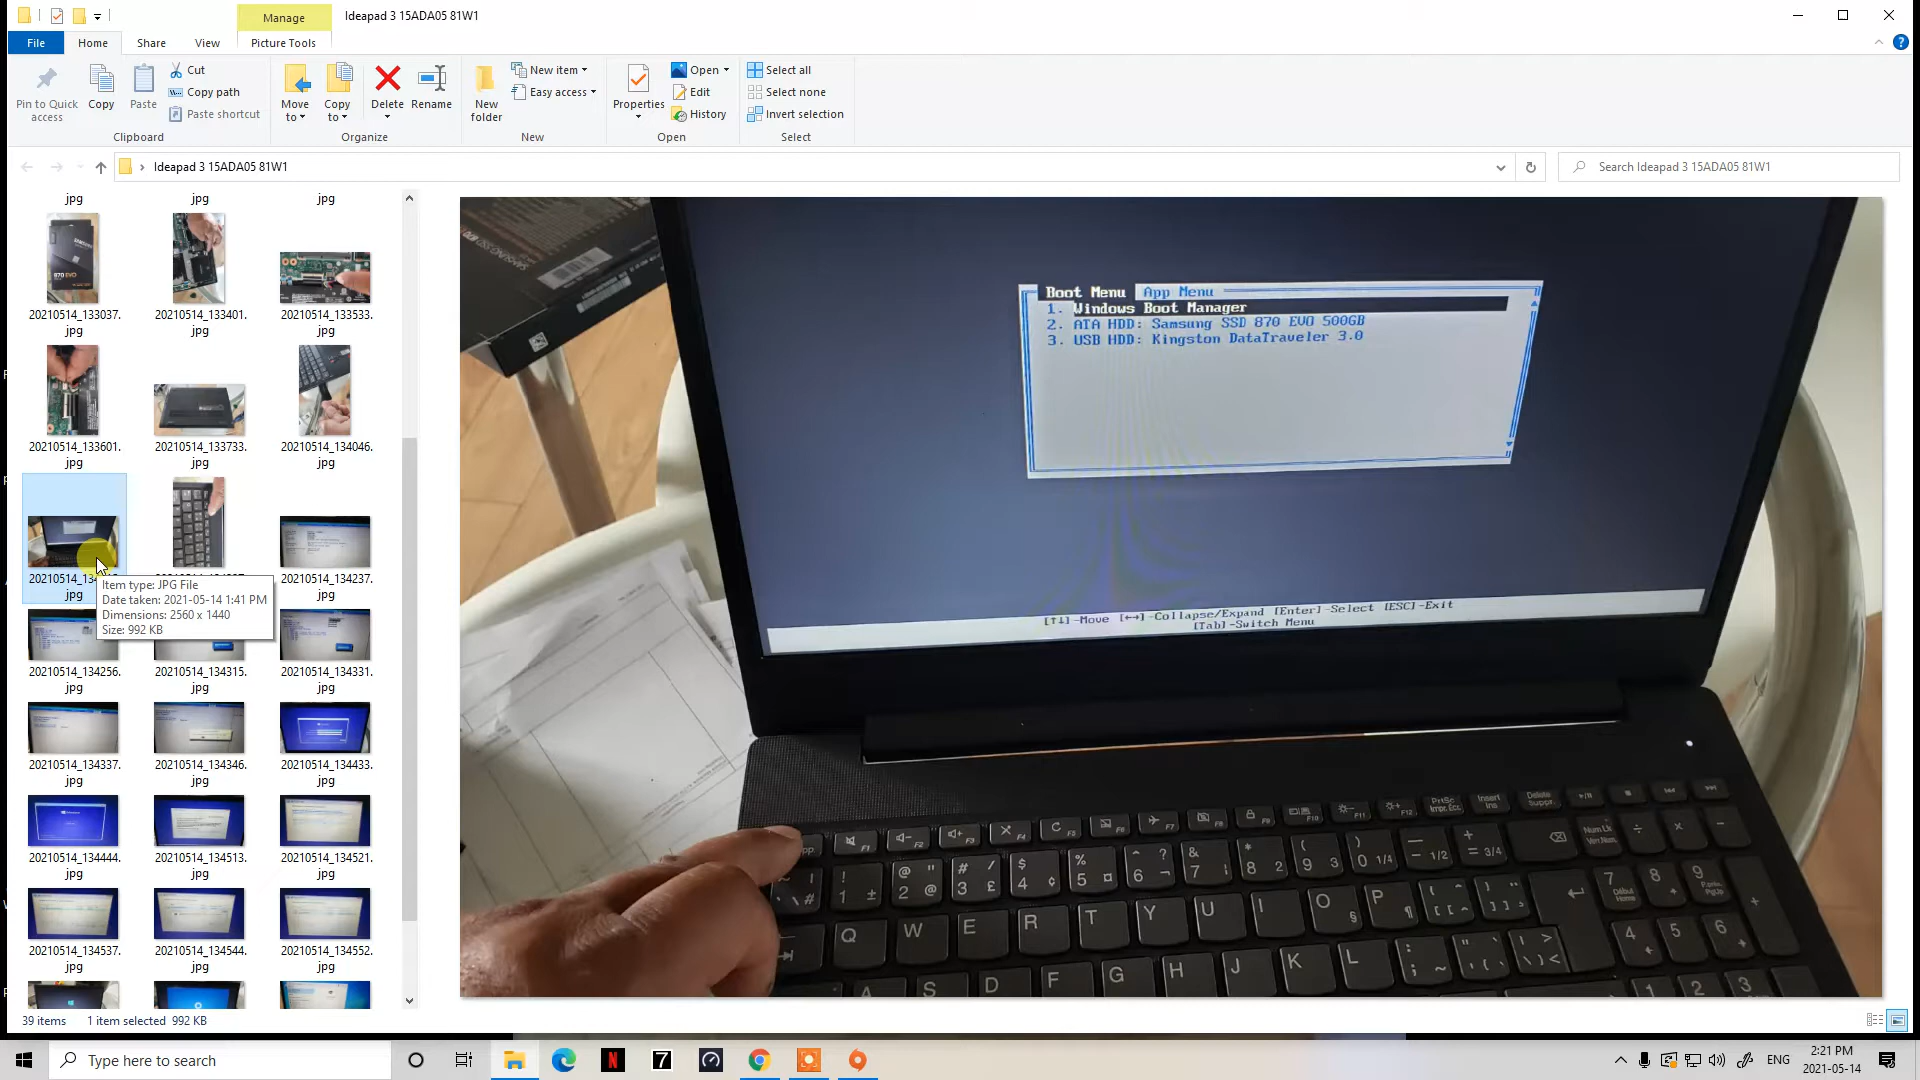 Manage
Ideapad 3 15ADA05 81W1
File
Home
Share
View
Picture Tools
Pin to Quick access
Copy
Paste
Cut
Copy path
Paste shortcut
Clipboard
Move to
Copy to
Delete
Rename
Organize
New folder
New item
Easy access
New
Properties
Open
Edit
History
Open
Select all
Select none
Invert selection
Select
Ideapad 3 15ADA05 81W1
Search Ideapad 3 15ADA05 81W1
jpg
jpg
jpg
20210514_133037.jpg
20210514_133401.jpg
20210514_133533.jpg
20210514_133601.jpg
20210514_133733.jpg
20210514_134046.jpg
jpg
20210514_134237.jpg
Item type: JPG File
Date taken: 2021-05-14 1:41 PM
Dimensions: 2560 x 1440
Size: 992 KB
20210514_134256.jpg
20210514_134315.jpg
20210514_134331.jpg
20210514_134337.jpg
20210514_134346.jpg
20210514_134433.jpg
20210514_134444.jpg
20210514_134513.jpg
20210514_134521.jpg
20210514_134537.jpg
20210514_134544.jpg
20210514_134552.jpg
Boot Menu
App Menu
1. Windows Boot Manager
2. ATA HDD: Samsung SSD 870 EVO 500GB
3. USB HDD: Kingston DataTraveler 3.0
[↑↓]-Move [←→]-Collapse/Expand [Enter]-Select [ESC]-Exit
[Tab]-Switch Menu
39 items
1 item selected 992 KB
Type here to search
ENG
2:21 PM
2021-05-14